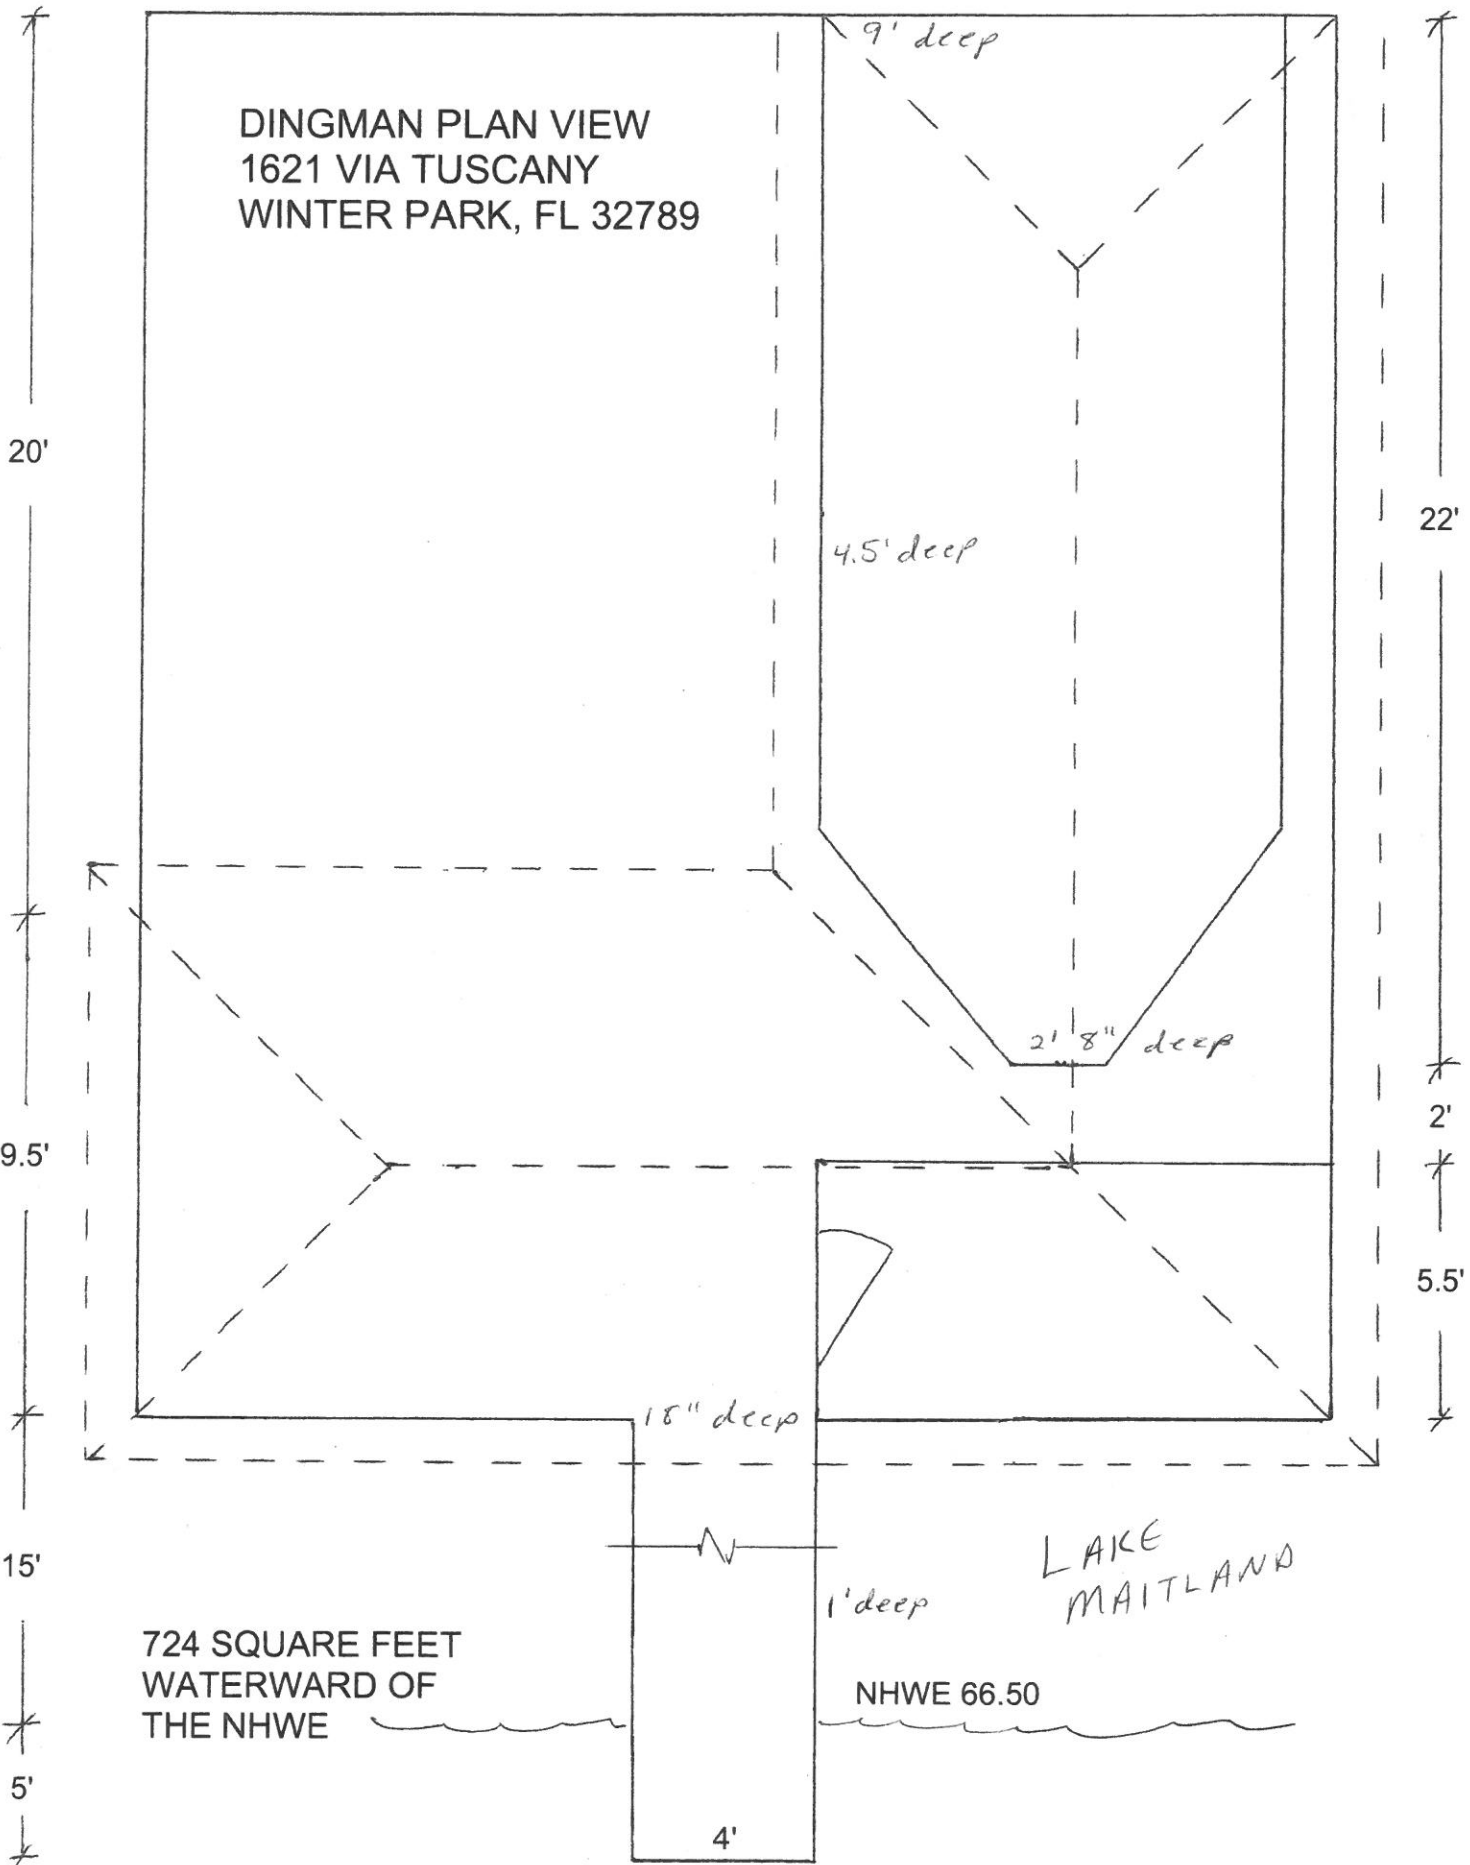 9' deep
DINGMAN PLAN VIEW
1621 VIA TUSCANY
WINTER PARK, FL 32789
20'
22'
4.5' deep
2' 8" deep
2'
9.5'
5.5'
18" deep
LAKE
MAITLAND
15'
1' deep
724 SQUARE FEET
WATERWARD OF
THE NHWE
NHWE 66.50
5'
4'